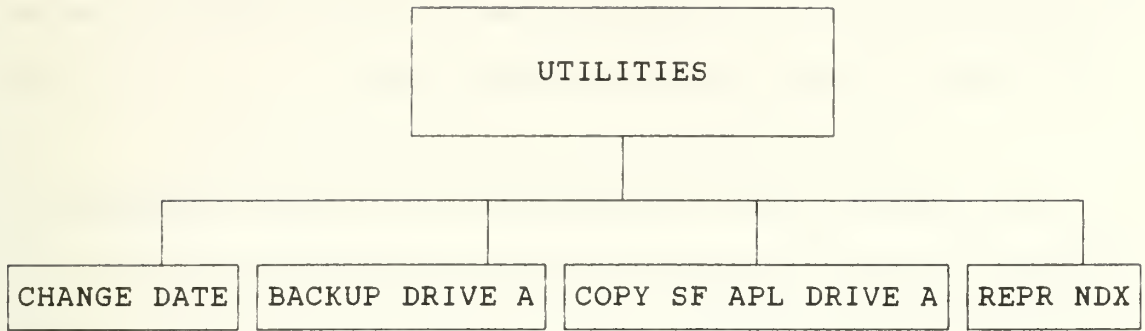 UTILITIES
CHANGE DATE
BACKUP DRIVE A
COPY SF APL DRIVE A
REPR NDX